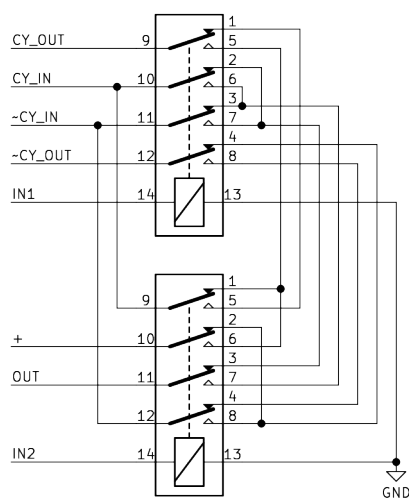 1
CY_OUT 9 5
2
CY_IN 10 6
3
~CY_IN 11 7
4
~CY_OUT 12 8
IN1 14 13
1
9 5
2
+ 10 6
3
OUT 11 7
4
12 8
IN2 14 13
GND